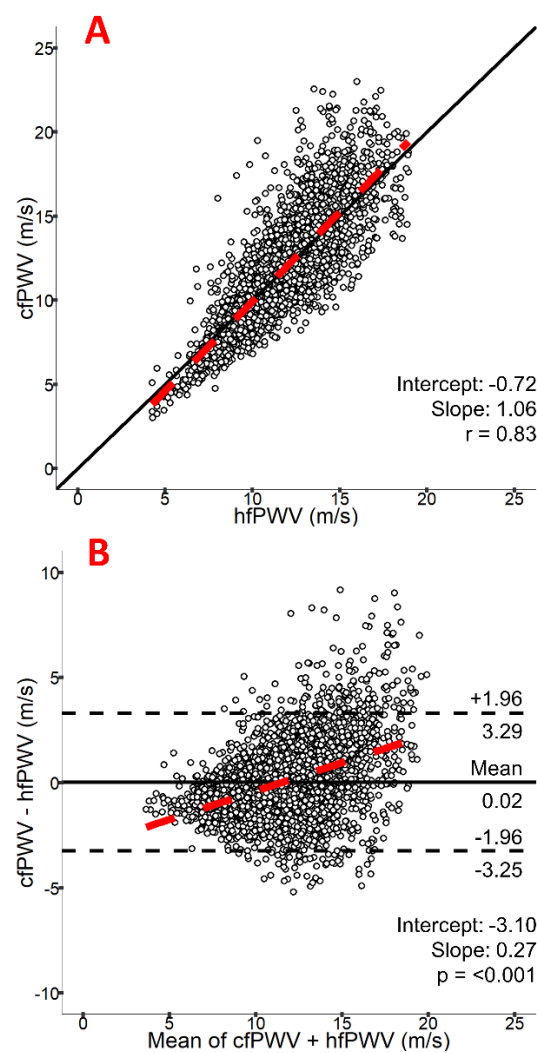 A
25
20
15
10
5
0
cfPWV (m/s)
Intercept: -0.72
Slope: 1.06
r = 0.83
0 5 10 15 20 25
hfPWV (m/s)
B
10
5
0
-5
-10
cfPWV - hfPWV (m/s)
+1.96
3.29
Mean
0.02
-1.96
-3.25
Intercept: -3.10
Slope: 0.27
p = <0.001
0 5 10 15 20 25
Mean of cfPWV + hfPWV (m/s)